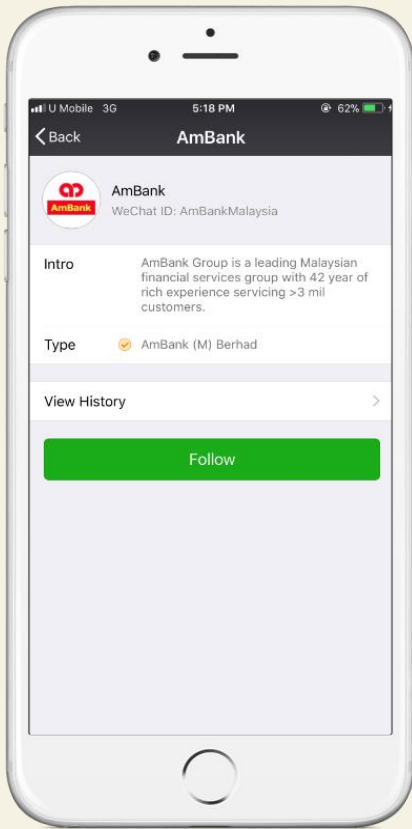 U Mobile 3G 5:18 PM 62%
Back AmBank
AmBank
AmBank
WeChat ID: AmBankMalaysia
Intro AmBank Group is a leading Malaysian
financial services group with 42 year of
rich experience servicing >3 mil
customers.
Type AmBank (M) Berhad
View History
Follow